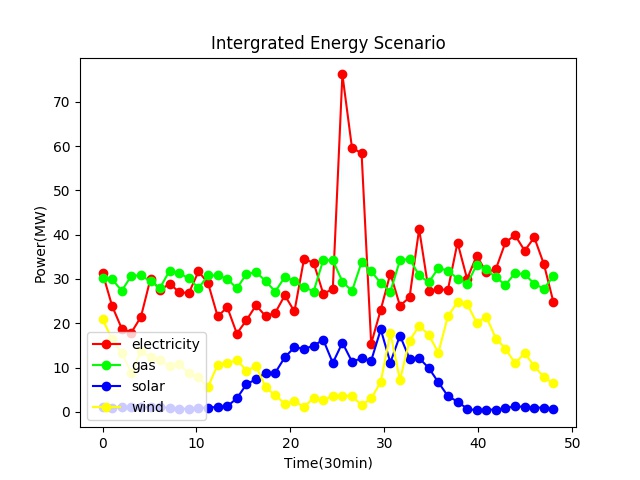 Intergrated Energy Scenario
Power(MW)
70
60
50
40
30
20
10
0
electricity
gas
solar
wind
0 10 20 30 40 50
Time(30min)